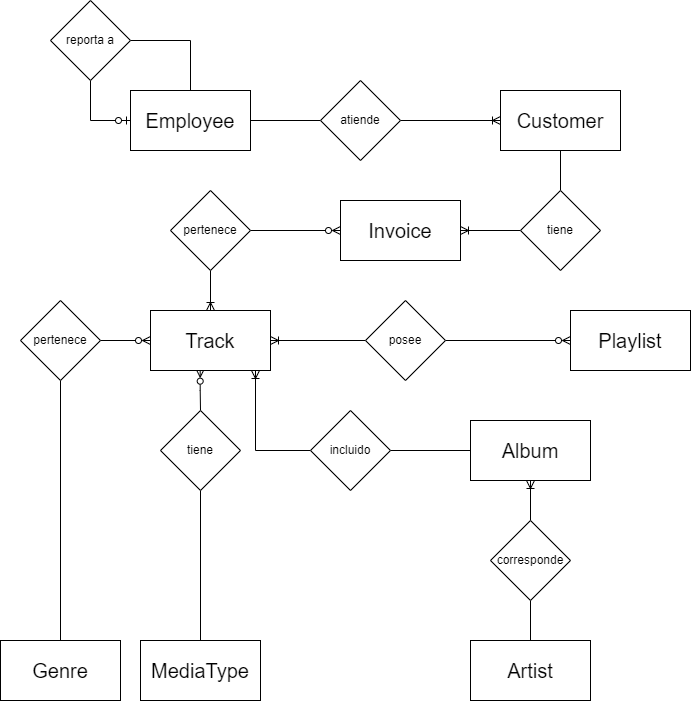 reporta a
Employee
atiende
Customer
pertenece
Invoice
tiene
pertenece
Track
posee
Playlist
tiene
incluido
Album
corresponde
Genre
MediaType
Artist